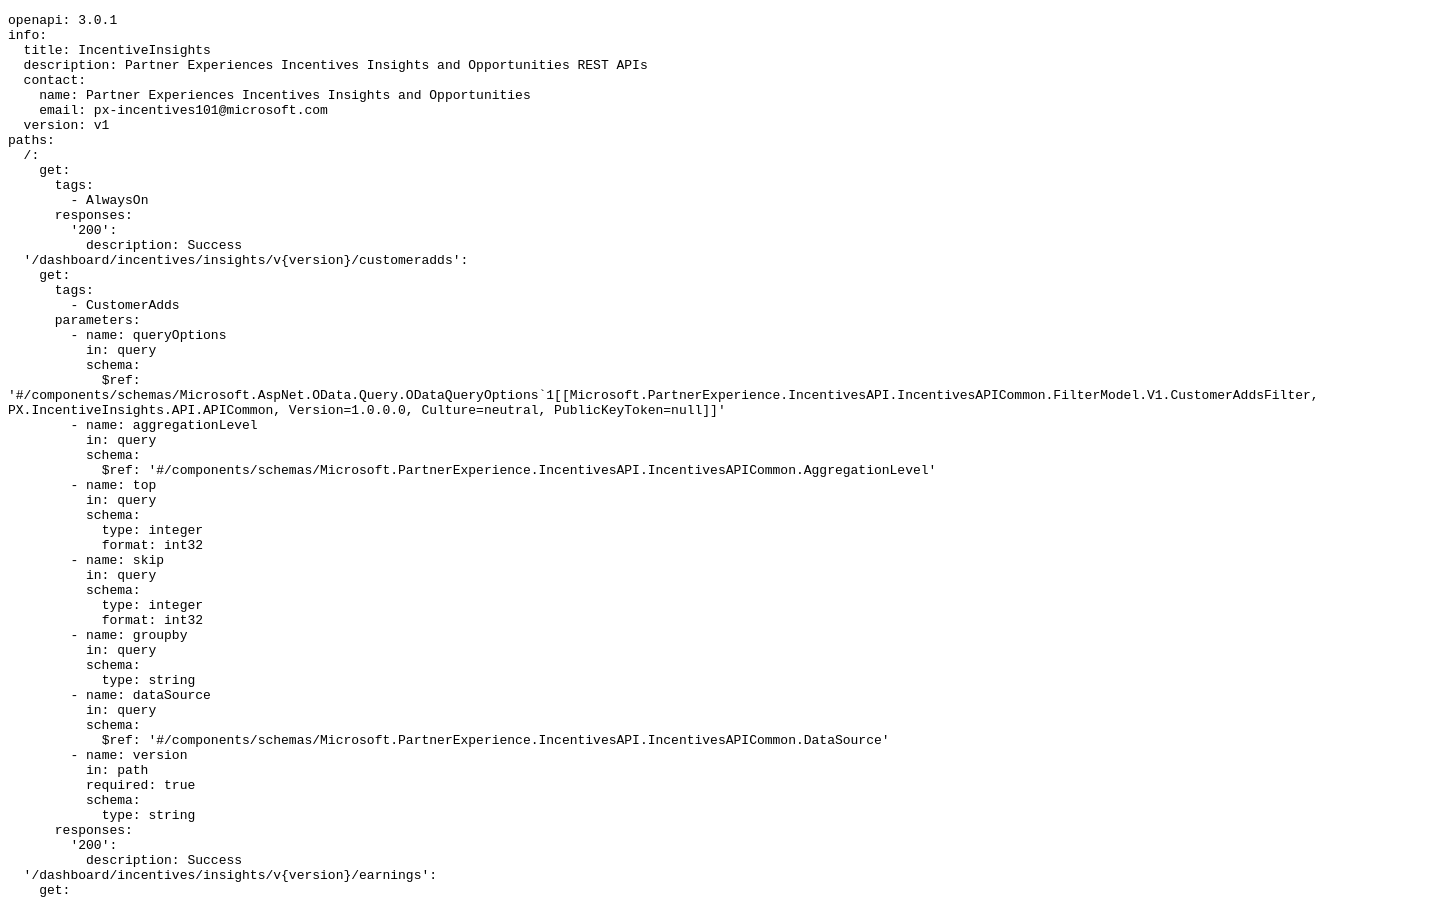 openapi: 3.0.1
info:
  title: IncentiveInsights
  description: Partner Experiences Incentives Insights and Opportunities REST APIs
  contact:
    name: Partner Experiences Incentives Insights and Opportunities
    email: px-incentives101@microsoft.com
  version: v1
paths:
  /:
    get:
      tags:
        - AlwaysOn
      responses:
        '200':
          description: Success
  '/dashboard/incentives/insights/v{version}/customeradds':
    get:
      tags:
        - CustomerAdds
      parameters:
        - name: queryOptions
          in: query
          schema:
            $ref:
'#/components/schemas/Microsoft.AspNet.OData.Query.ODataQueryOptions`1[[Microsoft.PartnerExperience.IncentivesAPI.IncentivesAPICommon.FilterModel.V1.CustomerAddsFilter,
PX.IncentiveInsights.API.APICommon, Version=1.0.0.0, Culture=neutral, PublicKeyToken=null]]'
        - name: aggregationLevel
          in: query
          schema:
            $ref: '#/components/schemas/Microsoft.PartnerExperience.IncentivesAPI.IncentivesAPICommon.AggregationLevel'
        - name: top
          in: query
          schema:
            type: integer
            format: int32
        - name: skip
          in: query
          schema:
            type: integer
            format: int32
        - name: groupby
          in: query
          schema:
            type: string
        - name: dataSource
          in: query
          schema:
            $ref: '#/components/schemas/Microsoft.PartnerExperience.IncentivesAPI.IncentivesAPICommon.DataSource'
        - name: version
          in: path
          required: true
          schema:
            type: string
      responses:
        '200':
          description: Success
  '/dashboard/incentives/insights/v{version}/earnings':
    get: